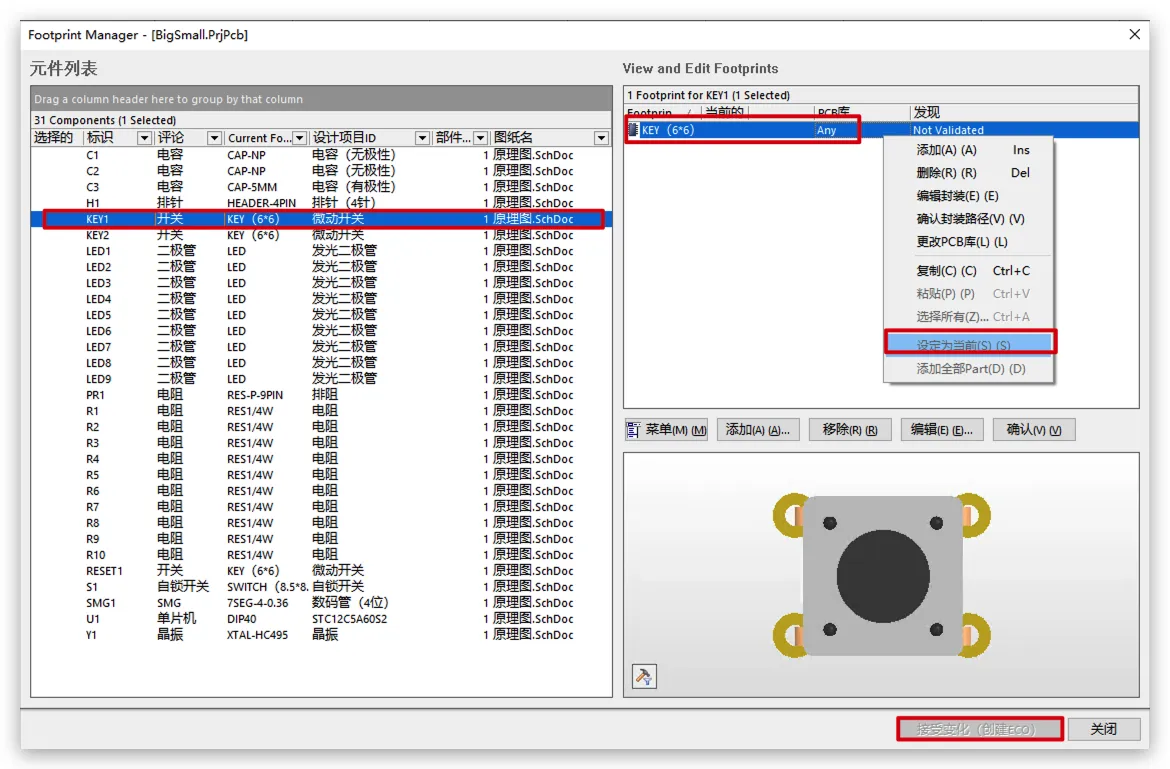 Footprint Manager - [BigSmall.PrjPcb]
元件列表
Drag a column header here to group by that column
31 Components (1 Selected)
选择的 标识 评论 Current Fo... 设计项目ID 部件... 图纸名
C1 电容 CAP-NP 电容（无极性） 1 原理图.SchDoc
C2 电容 CAP-NP 电容（无极性） 1 原理图.SchDoc
C3 电容 CAP-5MM 电容（有极性） 1 原理图.SchDoc
H1 排针 HEADER-4PIN 排针（4针） 1 原理图.SchDoc
KEY1 开关 KEY（6*6） 微动开关 1 原理图.SchDoc
KEY2 开关 KEY（6*6） 微动开关 1 原理图.SchDoc
LED1 二极管 LED 发光二极管 1 原理图.SchDoc
LED2 二极管 LED 发光二极管 1 原理图.SchDoc
LED3 二极管 LED 发光二极管 1 原理图.SchDoc
LED4 二极管 LED 发光二极管 1 原理图.SchDoc
LED5 二极管 LED 发光二极管 1 原理图.SchDoc
LED6 二极管 LED 发光二极管 1 原理图.SchDoc
LED7 二极管 LED 发光二极管 1 原理图.SchDoc
LED8 二极管 LED 发光二极管 1 原理图.SchDoc
LED9 二极管 LED 发光二极管 1 原理图.SchDoc
PR1 电阻 RES-P-9PIN 排阻 1 原理图.SchDoc
R1 电阻 RES1/4W 电阻 1 原理图.SchDoc
R2 电阻 RES1/4W 电阻 1 原理图.SchDoc
R3 电阻 RES1/4W 电阻 1 原理图.SchDoc
R4 电阻 RES1/4W 电阻 1 原理图.SchDoc
R5 电阻 RES1/4W 电阻 1 原理图.SchDoc
R6 电阻 RES1/4W 电阻 1 原理图.SchDoc
R7 电阻 RES1/4W 电阻 1 原理图.SchDoc
R8 电阻 RES1/4W 电阻 1 原理图.SchDoc
R9 电阻 RES1/4W 电阻 1 原理图.SchDoc
R10 电阻 RES1/4W 电阻 1 原理图.SchDoc
RESET1 开关 KEY（6*6） 微动开关 1 原理图.SchDoc
S1 自锁开关 SWITCH（8.5*8. 自锁开关 1 原理图.SchDoc
SMG1 SMG 7SEG-4-0.36 数码管（4位） 1 原理图.SchDoc
U1 单片机 DIP40 STC12C5A60S2 1 原理图.SchDoc
Y1 晶振 XTAL-HC49S 晶振 1 原理图.SchDoc
View and Edit Footprints
1 Footprint for KEY1 (1 Selected)
Footprin... 当前的 PCB库 发现
KEY（6*6） Any Not Validated
添加(A) (A) Ins
删除(R) (R) Del
编辑封装(E) (E)
确认封装路径(V) (V)
更改PCB库(L) (L)
复制(C) (C) Ctrl+C
粘贴(P) (P) Ctrl+V
选择所有(Z)... Ctrl+A
设定为当前(S) (S)
添加全部Part(D) (D)
菜单(M) (M) 添加(A) (A)... 移除(R) (R) 编辑(E) (E)... 确认(V) (V)
接受变化（创建ECO） 关闭